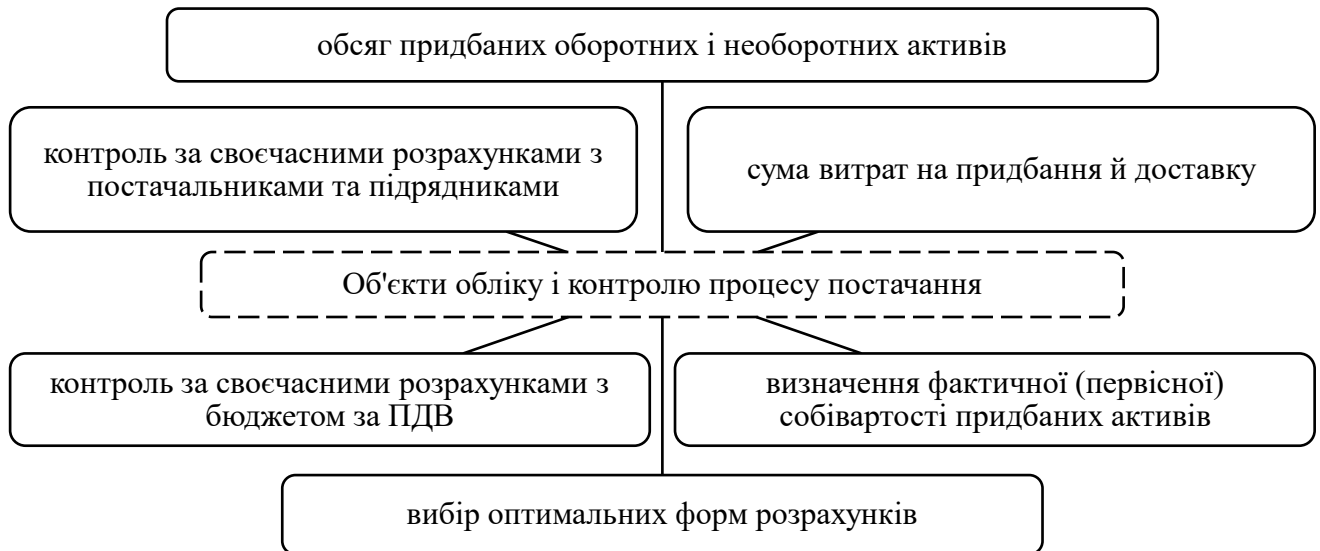 обсяг придбаних оборотних і необоротних активів
контроль за своєчасними розрахунками з
постачальниками та підрядниками
сума витрат на придбання й доставку
Об'єкти обліку і контролю процесу постачання
контроль за своєчасними розрахунками з
бюджетом за ПДВ
визначення фактичної (первісної)
собівартості придбаних активів
вибір оптимальних форм розрахунків